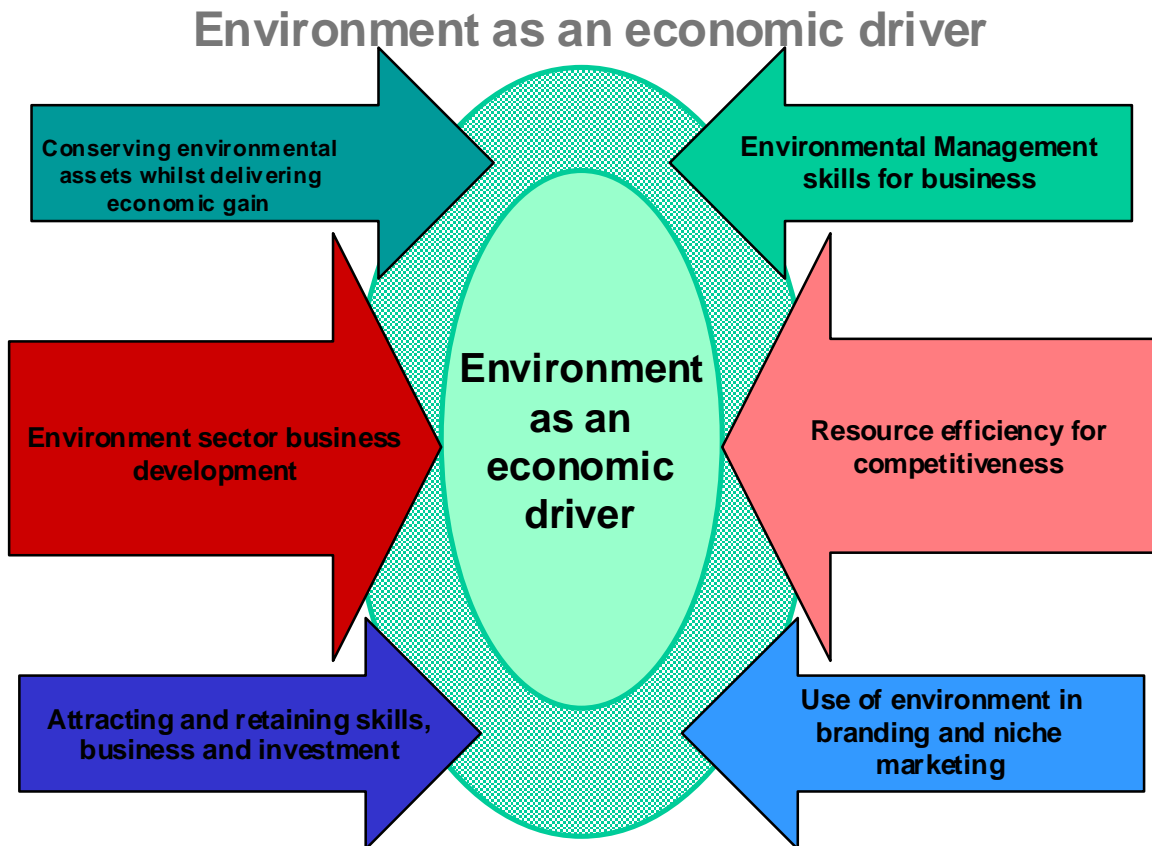 Environment as an economic driver
Conserving environmental
assets whilst delivering
economic gain
Environmental Management
skills for business
Environment sector business
development
Environment
as an
economic
driver
Resource efficiency for
competitiveness
Attracting and retaining skills,
business and investment
Use of environment in
branding and niche
marketing